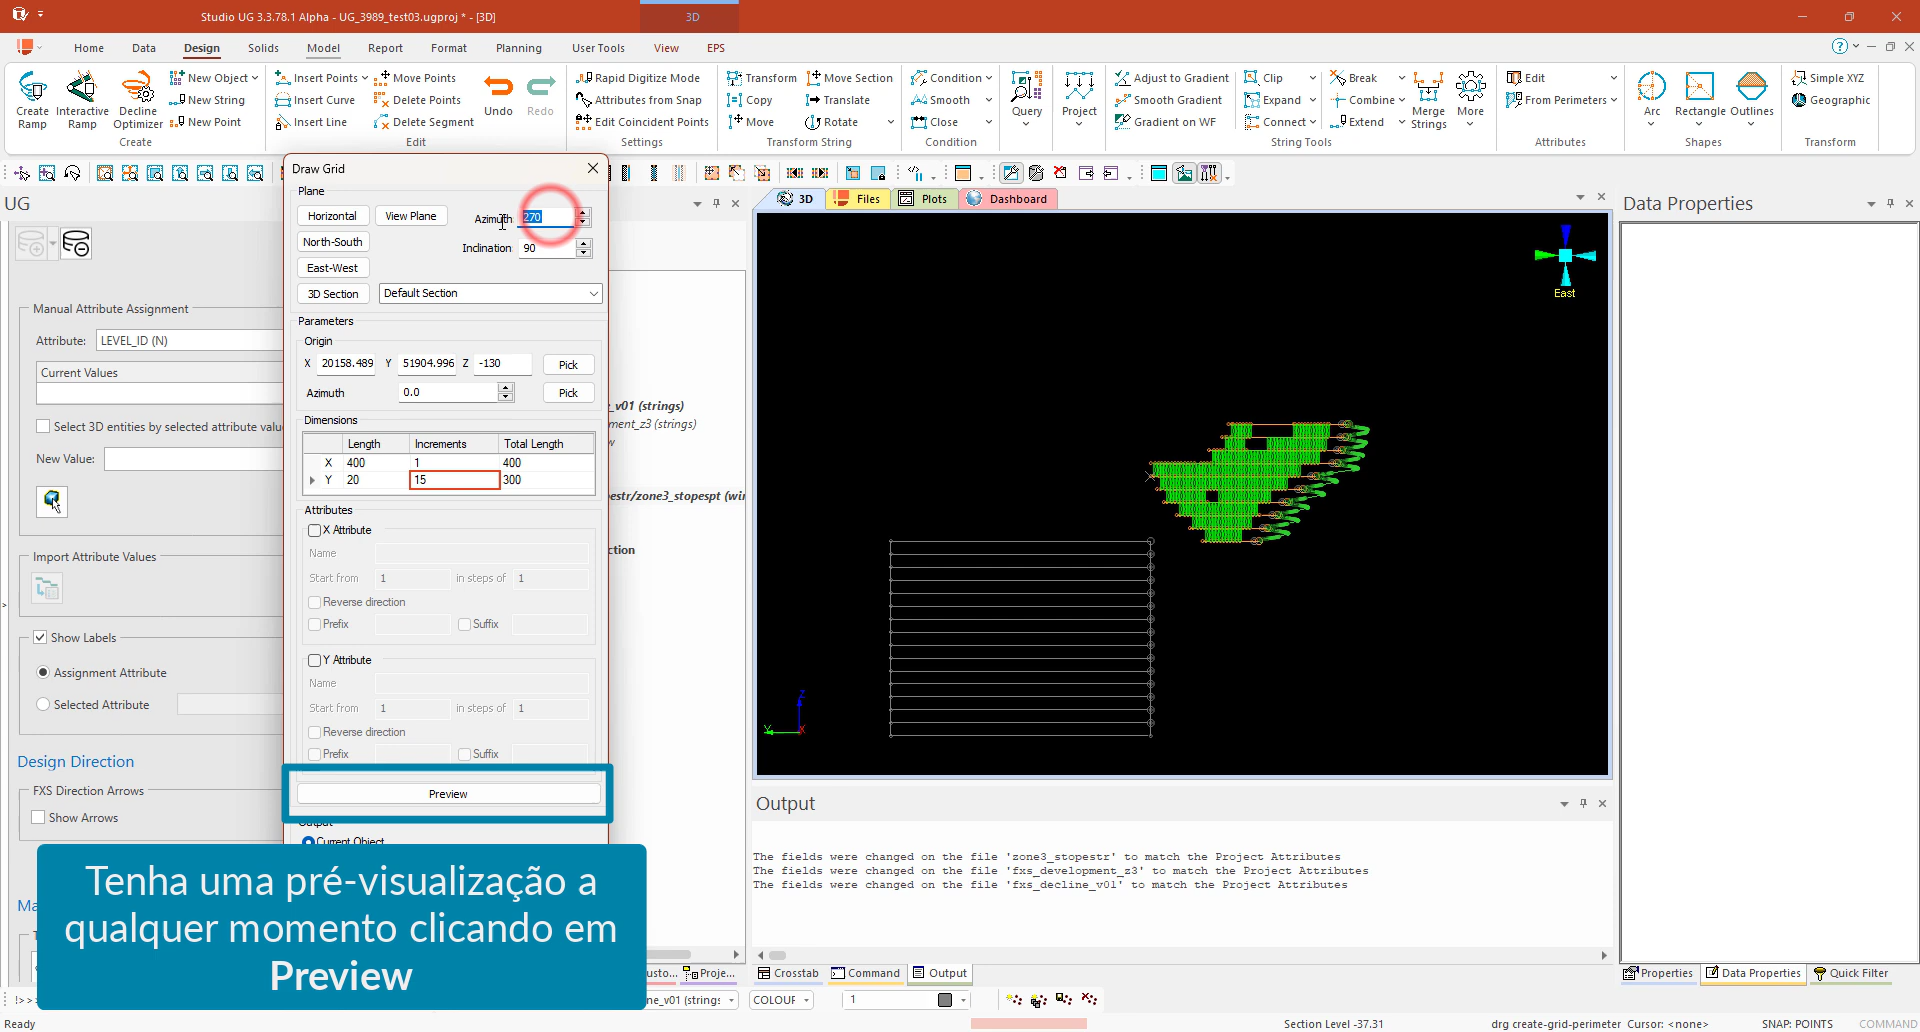 Studio UG 3.3.78.1 Alpha - UG_3989_test03.ugproj * - [3D]
3D
Home
Data
Design
Solids
Model
Report
Format
Planning
User Tools
View
EPS
Create Ramp
Interactive Ramp
Decline Optimizer
New Object
New String
New Point
Create
Insert Points
Insert Curve
Insert Line
Move Points
Delete Points
Delete Segment
Edit
Undo
Redo
Rapid Digitize Mode
Attributes from Snap
Edit Coincident Points
Settings
Transform
Copy
Move
Move Section
Translate
Rotate
Transform String
Condition
Smooth
Close
Condition
Query
Project
Adjust to Gradient
Smooth Gradient
Gradient on WF
Clip
Expand
Connect
Break
Combine
Extend
Merge Strings
More
String Tools
Edit
From Perimeters
Attributes
Arc
Rectangle
Outlines
Shapes
Simple XYZ
Geographic
Transform
UG
Manual Attribute Assignment
Attribute: LEVEL_ID (N)
Current Values
Select 3D entities by selected attribute valu
New Value:
Import Attribute Values
Show Labels
Assignment Attribute
Selected Attribute
Design Direction
FXS Direction Arrows
Show Arrows
Ma
Draw Grid
Plane
Horizontal
View Plane
Azimuth 270
North-South
Inclination 90
East-West
3D Section
Default Section
Parameters
Origin
X 20158.489 Y 51904.996 Z -130
Pick
Azimuth 0.0
Pick
Dimensions
Length Increments Total Length
X 400 1 400
Y 20 15 300
Attributes
X Attribute
Name
Start from 1 in steps of 1
Reverse direction
Prefix
Suffix
Y Attribute
Name
Start from 1 in steps of 1
Reverse direction
Prefix
Suffix
Preview
Output
Current Object
_v01 (strings)
ment_z3 (strings)
estr/zone3_stopespt (wir
ction
Tenha uma pré-visualização a
qualquer momento clicando em
Preview
3D
Files
Plots
Dashboard
East
Z
Y
X
Output
The fields were changed on the file 'zone3_stopestr' to match the Project Attributes
The fields were changed on the file 'fxs_development_z3' to match the Project Attributes
The fields were changed on the file 'fxs_decline_v01' to match the Project Attributes
usto...
Proje...
Crosstab
Command
Output
Data Properties
Properties
Data Properties
Quick Filter
!>>>
ne_v01 (strings
COLOUR
1
Ready
Section Level -37.31
drg create-grid-perimeter Cursor: <none>
SNAP: POINTS
COMMAND